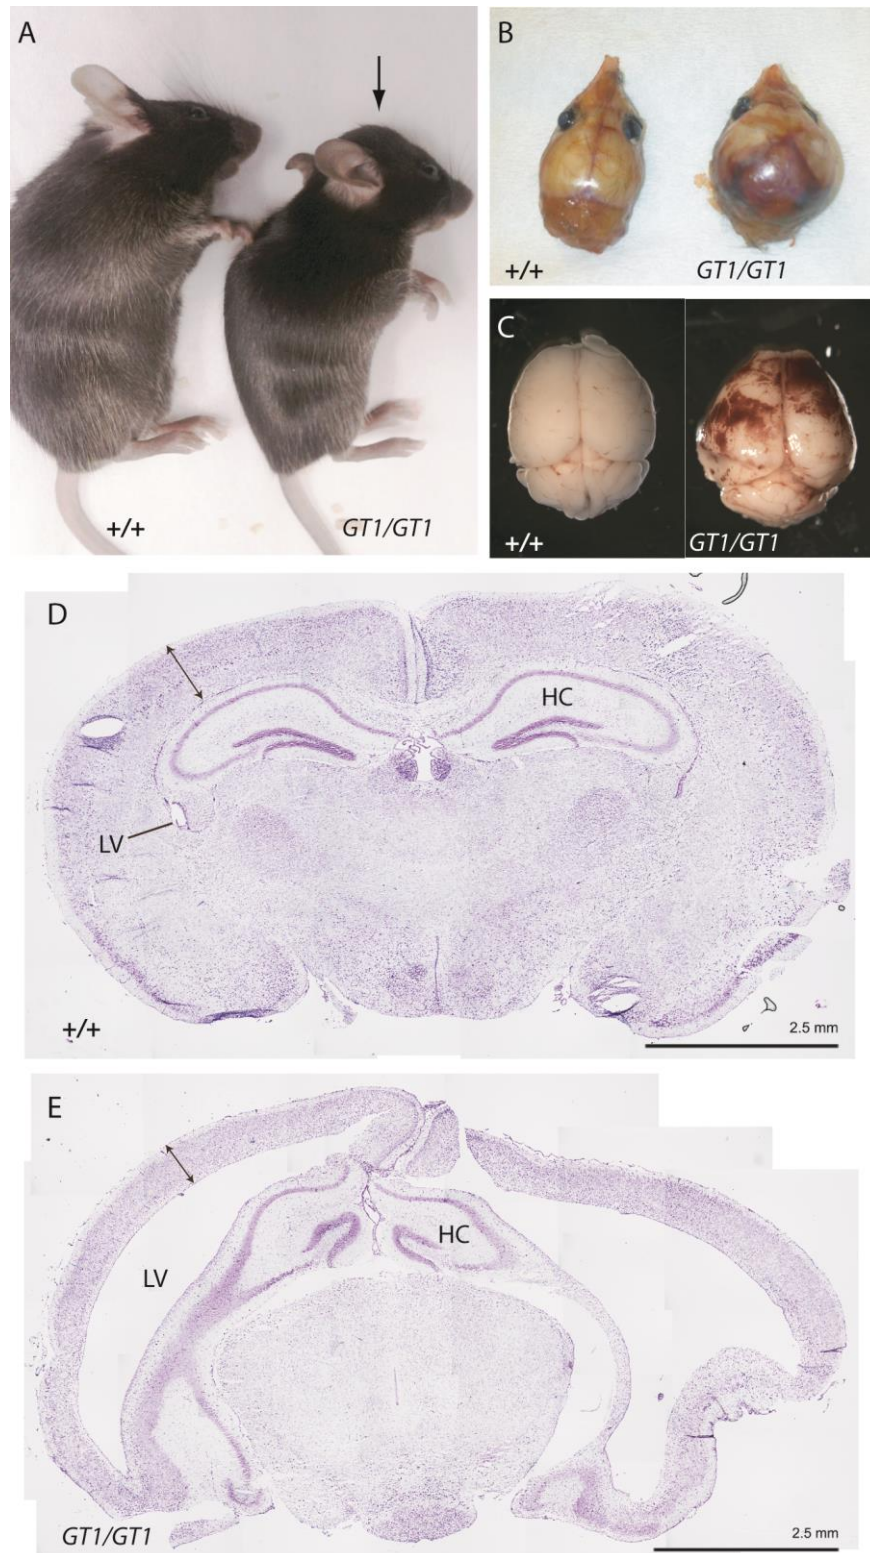 A
+/+
GT1/GT1
B
+/+
GT1/GT1
C
+/+
GT1/GT1
D
HC
LV
+/+
2.5 mm
E
HC
LV
GT1/GT1
2.5 mm